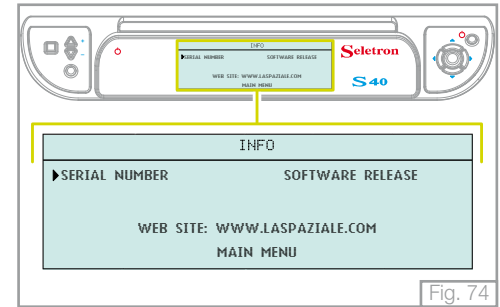 INFO
SERIAL NUMBER SOFTWARE RELEASE
WEB SITE: WWW.LASPAZIALE.COM
MAIN MENU
Seletron
S40
INFO
SERIAL NUMBER SOFTWARE RELEASE
WEB SITE: WWW.LASPAZIALE.COM
MAIN MENU
Fig. 74